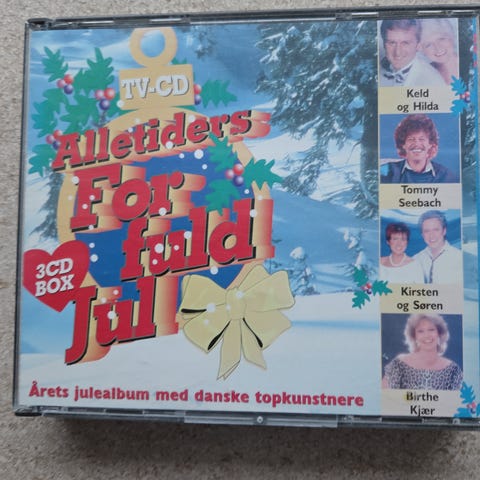 TV-CD
Alletiders
For
fuld
Jul
3CD
BOX
Årets julealbum med danske topkunstnere
Keld
og Hilda
Tommy
Seebach
Kirsten
og Søren
Birthe
Kjær